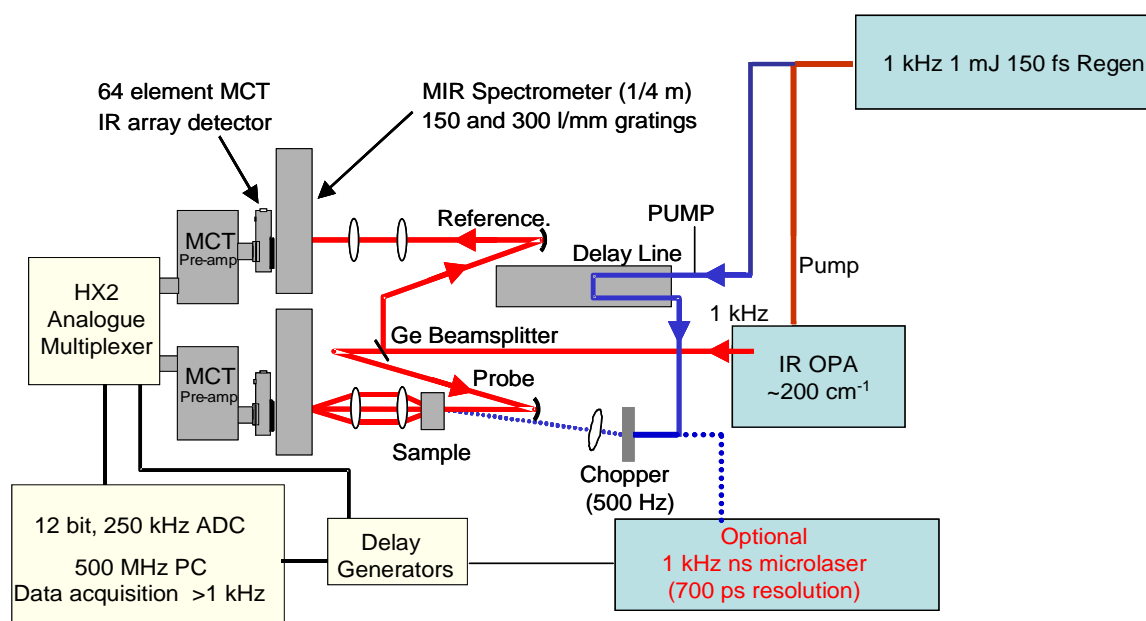 1 kHz 1 mJ 150 fs Regen
64 element MCT
IR array detector
MIR Spectrometer (1/4 m)
150 and 300 l/mm gratings
Reference.
PUMP
Delay Line
MCT
Pre-amp
Pump
HX2
Analogue
Multiplexer
1 kHz
Ge Beamsplitter
IR OPA
~200 cm-1
MCT
Pre-amp
Probe
Sample
Chopper
(500 Hz)
12 bit, 250 kHz ADC
500 MHz PC
Data acquisition >1 kHz
Delay
Generators
Optional
1 kHz ns microlaser
(700 ps resolution)